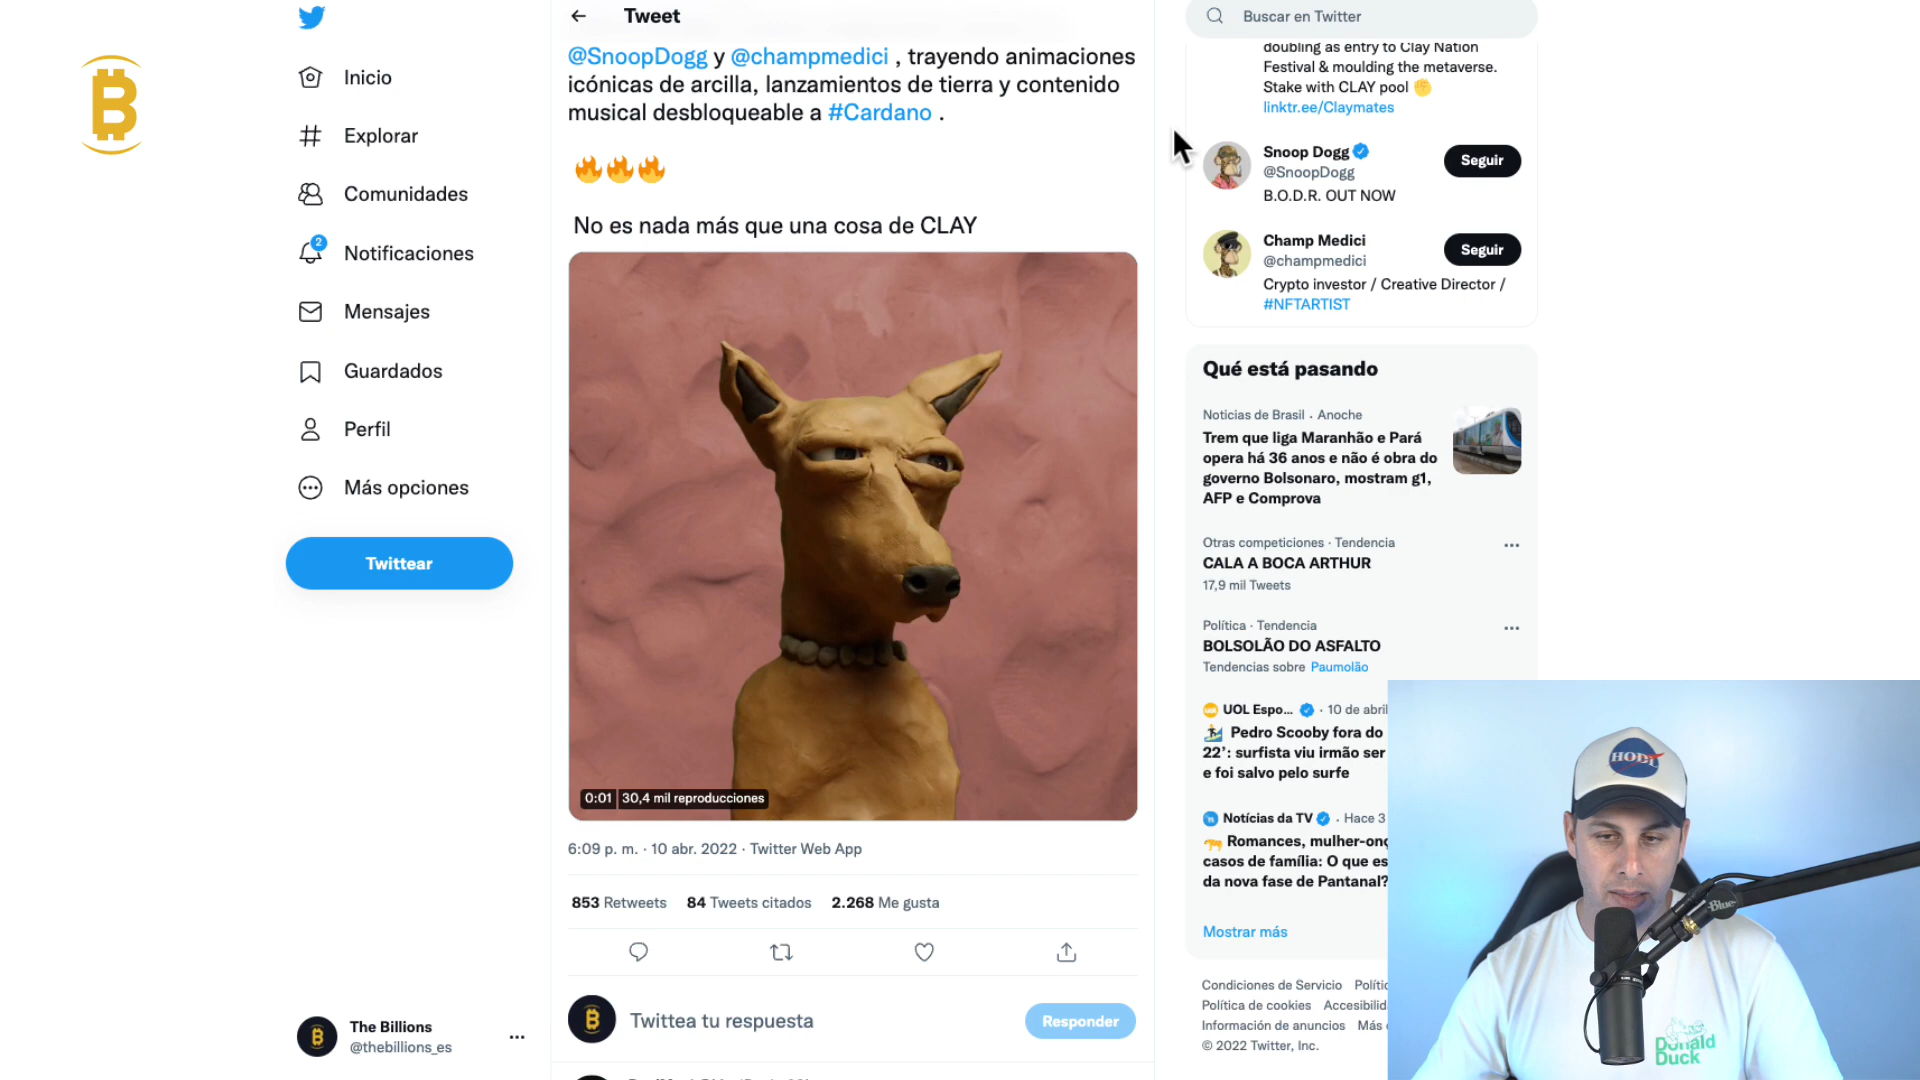 Tweet
@SnoopDogg y @champmedici , trayendo animaciones
icónicas de arcilla, lanzamientos de tierra y contenido
musical desbloqueable a #Cardano .
🔥🔥🔥
No es nada más que una cosa de CLAY
0:01 30,4 mil reproducciones
6:09 p. m. · 10 abr. 2022 · Twitter Web App
853 Retweets 84 Tweets citados 2.268 Me gusta
Twittea tu respuesta
Responder
B
Inicio
Explorar
Comunidades
2
Notificaciones
Mensajes
Guardados
Perfil
Más opciones
Twittear
The Billions
@thebillions_es
Buscar en Twitter
doubling as entry to Clay Nation
Festival & moulding the metaverse.
Stake with CLAY pool ✊
linktr.ee/Claymates
Snoop Dogg
@SnoopDogg
Seguir
B.O.D.R. OUT NOW
Champ Medici
@champmedici
Seguir
Crypto investor / Creative Director /
#NFTARTIST
Qué está pasando
Noticias de Brasil · Anoche
Trem que liga Maranhão e Pará
opera há 36 anos e não é obra do
governo Bolsonaro, mostram g1,
AFP e Comprova
Otras competiciones · Tendencia
CALA A BOCA ARTHUR
17,9 mil Tweets
Política · Tendencia
BOLSOLÃO DO ASFALTO
Tendencias sobre Paumolão
UOL Espo... · 10 de abril
🏄 Pedro Scooby fora do
22’: surfista viu irmão ser
e foi salvo pelo surfe
Notícias da TV · Hace 3
🐆 Romances, mulher-onç
casos de família: O que es
da nova fase de Pantanal?
Mostrar más
Condiciones de Servicio Políti
Política de cookies Accesibilid
Información de anuncios Más
© 2022 Twitter, Inc.
HODL
Blue
Donald
Duck